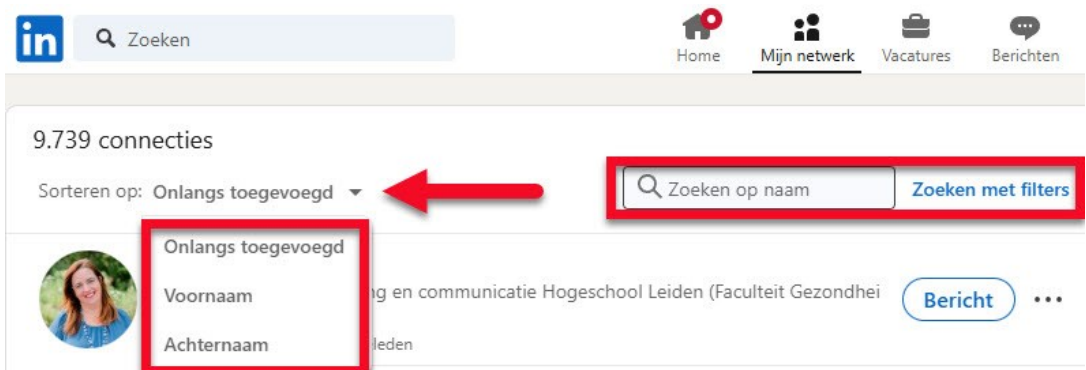 in
Zoeken
Home
Mijn netwerk
Vacatures
Berichten
9.739 connecties
Sorteren op: Onlangs toegevoegd
Zoeken op naam
Zoeken met filters
Onlangs toegevoegd
Voornaam
Achternaam
en communicatie Hogeschool Leiden (Faculteit Gezondhei
Bericht
leden